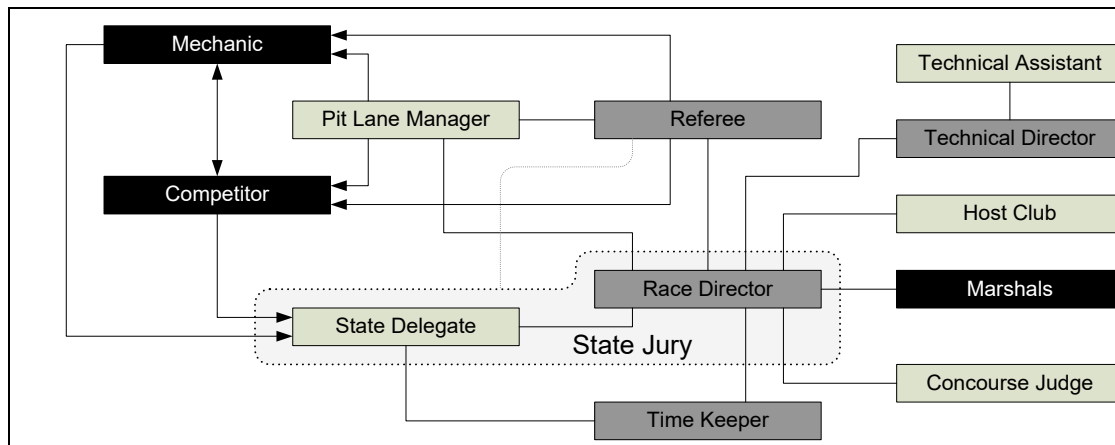 Mechanic
Technical Assistant
Pit Lane Manager
Referee
Technical Director
Competitor
Host Club
Race Director
Marshals
State Delegate
State Jury
Concourse Judge
Time Keeper